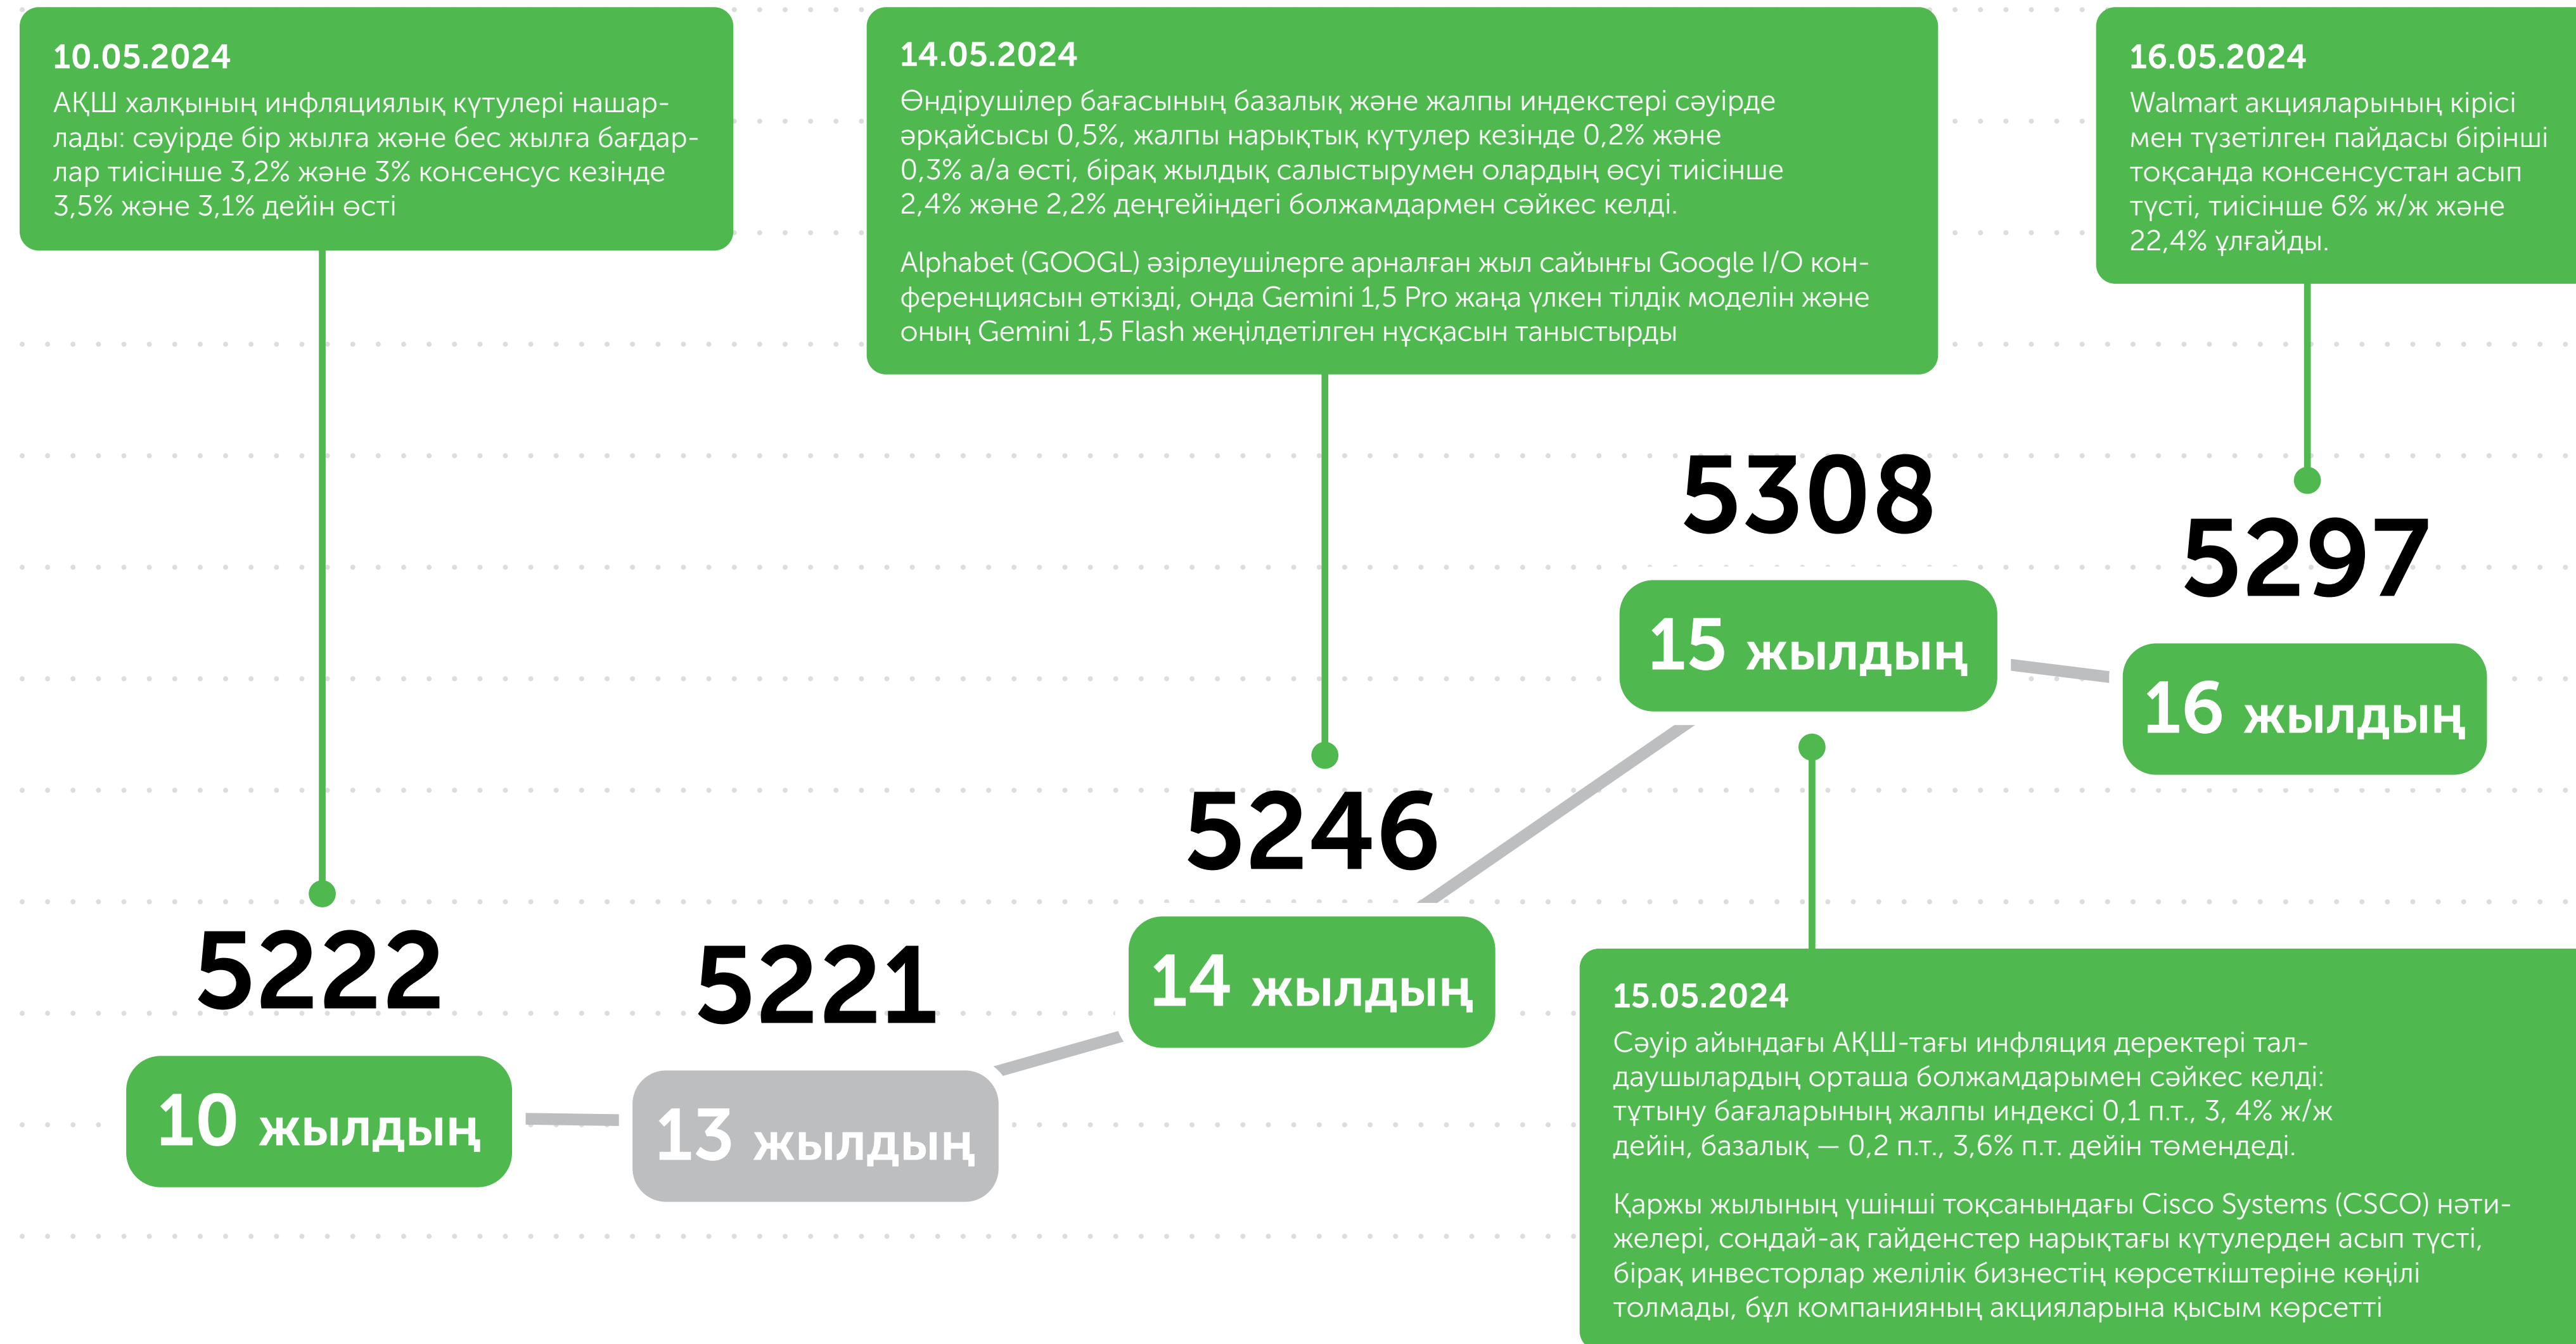 10.05.2024
АҚШ халқының инфляциялық күтулері нашар-
лады: сәуірде бір жылға және бес жылға бағдар-
лар тиісінше 3,2% және 3% консенсус кезінде
3,5% және 3,1% дейін өсті
14.05.2024
Өндірушілер бағасының базалық және жалпы индекстері сәуірде
әрқайсысы 0,5%, жалпы нарықтық күтулер кезінде 0,2% және
0,3% а/а өсті, бірақ жылдық салыстырумен олардың өсуі тиісінше
2,4% және 2,2% деңгейіндегі болжамдармен сәйкес келді.
Alphabet (GOOGL) әзірлеушілерге арналған жыл сайынғы Google I/O кон-
ференциясын өткізді, онда Gemini 1,5 Pro жаңа үлкен тілдік моделін және
оның Gemini 1,5 Flash жеңілдетілген нұсқасын таныстырды
16.05.2024
Walmart акцияларының кірісі
мен түзетілген пайдасы бірінші
тоқсанда консенсустан асып
түсті, тиісінше 6% ж/ж және
22,4% ұлғайды.
5222
10 жылдың
5221
13 жылдың
5246
14 жылдың
5308
15 жылдың
5297
16 жылдың
15.05.2024
Сәуір айындағы АҚШ-тағы инфляция деректері тал-
даушылардың орташа болжамдарымен сәйкес келді:
тұтыну бағаларының жалпы индексі 0,1 п.т., 3, 4% ж/ж
дейін, базалық — 0,2 п.т., 3,6% п.т. дейін төмендеді.
Қаржы жылының үшінші тоқсанындағы Cisco Systems (CSCO) нәти-
желері, сондай-ақ гайденстер нарықтағы күтулерден асып түсті,
бірақ инвесторлар желілік бизнестің көрсеткіштеріне көңілі
толмады, бұл компанияның акцияларына қысым көрсетті